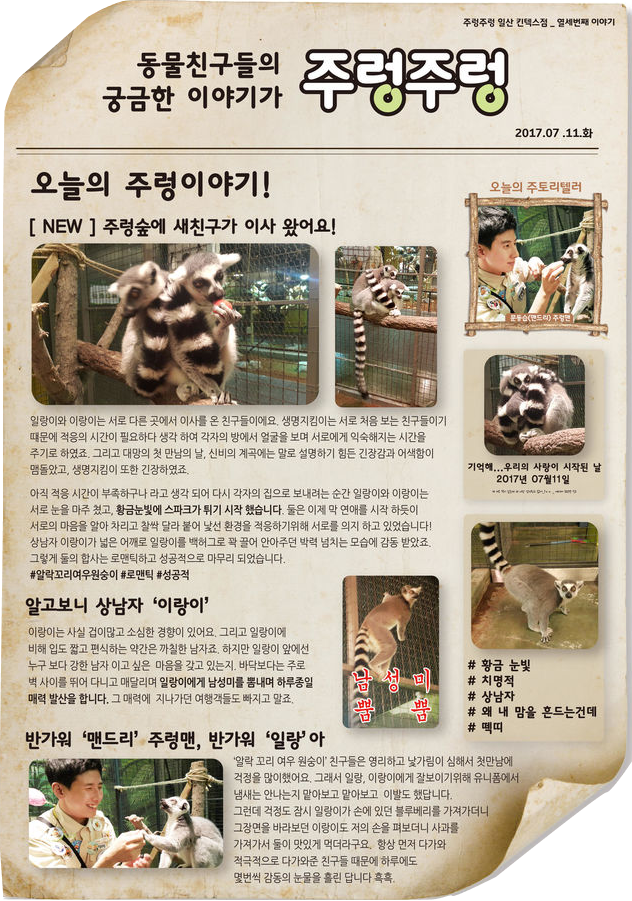 주렁주렁 일산 킨텍스점 _ 열세번째 이야기
동물친구들의
궁금한 이야기가
주렁주렁
2017.07 .11.화
오늘의 주렁이야기!
[ NEW ] 주렁숲에 새친구가 이사 왔어요!
일랑이와 이랑이는 서로 다른 곳에서 이사를 온 친구들이에요. 생명지킴이는 서로 처음 보는 친구들이기
떄문에 적응의 시간이 필요하다 생각 하여 각자의 방에서 얼굴을 보며 서로에게 익숙해지는 시간을
주기로 하였죠. 그리고 대망의 첫 만남의 날, 신비의 계곡에는 말로 설명하기 힘든 긴장감과 어색함이
맴돌았고, 생명지킴이 또한 긴장하였죠.
아직 적응 시간이 부족하구나 라고 생각 되어 다시 각자의 집으로 보내려는 순간 일랑이와 이랑이는
서로 눈을 마주 쳤고, 황금눈빛에 스파크가 튀기 시작 했습니다. 둘은 이제 막 연애를 시작 하듯이
서로의 마음을 알아 차리고 찰싹 달라 붙어 낯선 환경을 적응하기위해 서로를 의지 하고 있었습니다!
상남자 이랑이가 넓은 어깨로 일랑이를 백허그로 꽉 끌어 안아주던 박력 넘치는 모습에 감동 받았죠.
그렇게 둘의 합사는 로맨틱하고 성공적으로 마무리 되었습니다.
#알락꼬리여우원숭이 #로맨틱 #성공적
알고보니 상남자 ‘이랑이’
이랑이는 사실 겁이많고 소심한 경향이 있어요. 그리고 일랑이에
비해 입도 짧고 편식하는 약간은 까칠한 남자죠. 하지만 일랑이 앞에선
누구 보다 강한 남자 이고 싶은 마음을 갖고 있는지. 바닥보다는 주로
벽 사이를 뛰어 다니고 매달리며 일랑이에게 남성미를 뽐내며 하루종일
매력 발산을 합니다. 그 매력에 지나가던 여행객들도 빠지고 말죠.
남 성 미
뿜 뿜
반가워 ‘맨드리’ 주렁맨, 반가워 ‘일랑’아
‘알락 꼬리 여우 원숭이’ 친구들은 영리하고 낯가림이 심해서 첫만남에
걱정을 많이했어요. 그래서 일랑, 이랑이에게 잘보이기위해 유니폼에서
냄새는 안나는지 맡아보고 맡아보고 이발도 했답니다.
그런데 걱정도 잠시 일랑이가 손에 있던 블루베리를 가져가더니
그장면을 바라보던 이랑이도 저의 손을 펴보더니 사과를
가져가서 둘이 맛있게 먹더라구요. 항상 먼저 다가와
적극적으로 다가와준 친구들 때문에 하루에도
몇번씩 감동의 눈물을 흘린 답니다 흑흑.
오늘의 주토리텔러
문동습(맨드리) 주렁맨
기억해...우리의 사랑이 시작된 날
2017년 07월11일
# 황금 눈빛
# 치명적
# 상남자
# 왜 내 맘을 흔드는건데
# 떽띠